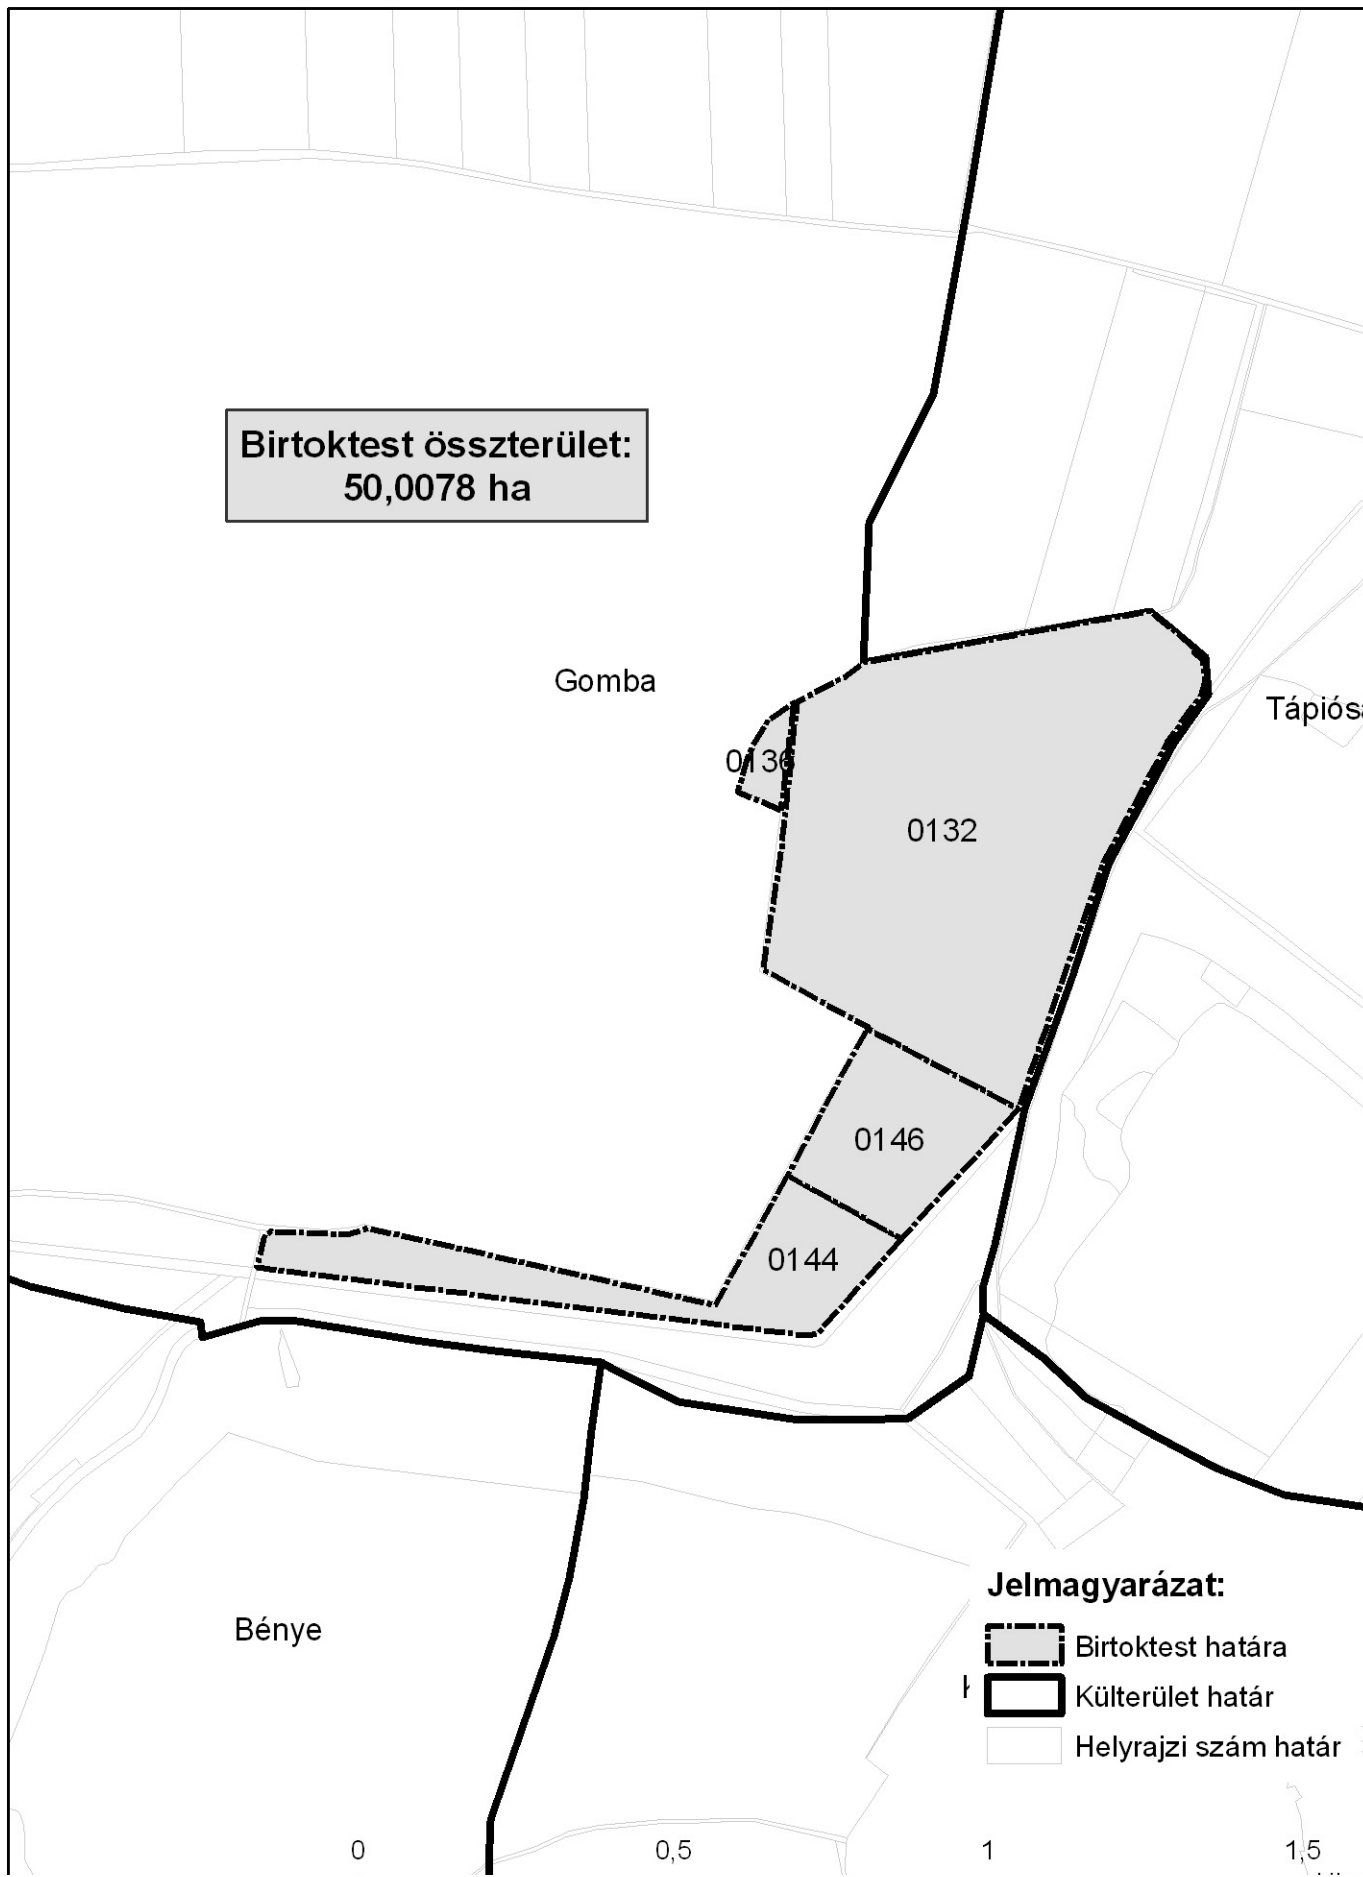 Birtoktest összterület:
50,0078 ha
Gomba
0136
0132
0146
0144
Bénye
Jelmagyarázat:
Birtoktest határa
Külterület határ
Helyrajzi szám határ
0 0,5 1 1,5